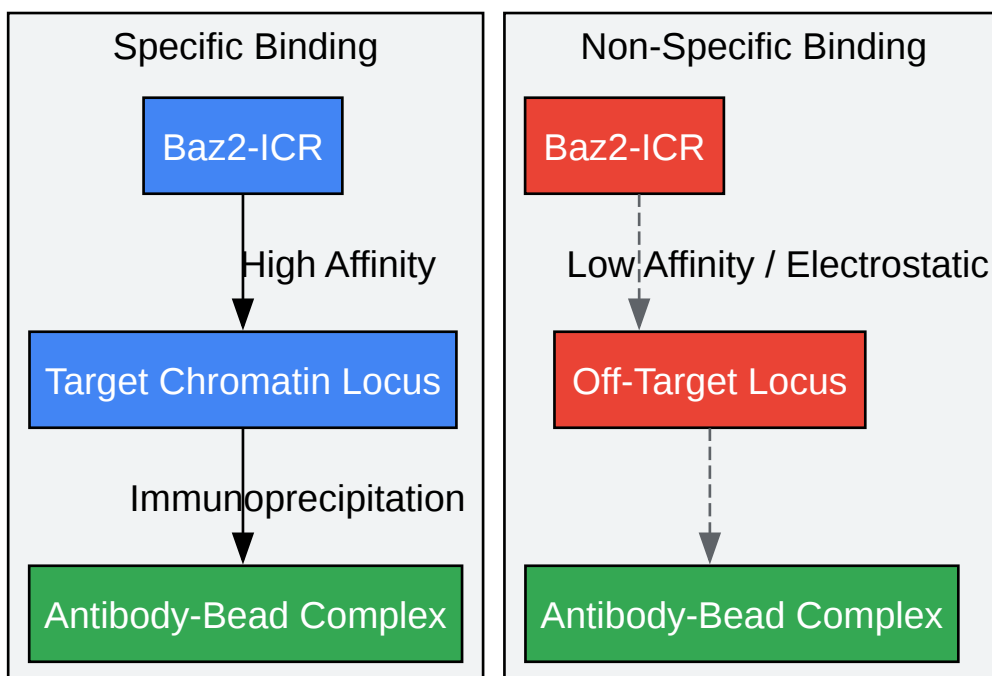 Specific Binding
Baz2-ICR
High Affinity
Target Chromatin Locus
Immunoprecipitation
Antibody-Bead Complex
Non-Specific Binding
Baz2-ICR
Low Affinity / Electrostatic
Off-Target Locus
Antibody-Bead Complex